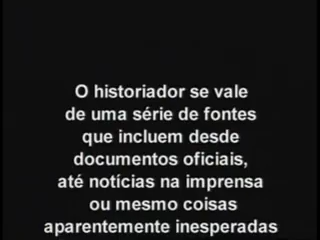 O historiador se vale
de uma série de fontes
que incluem desde
documentos oficiais,
até notícias na imprensa
ou mesmo coisas
aparentemente inesperadas